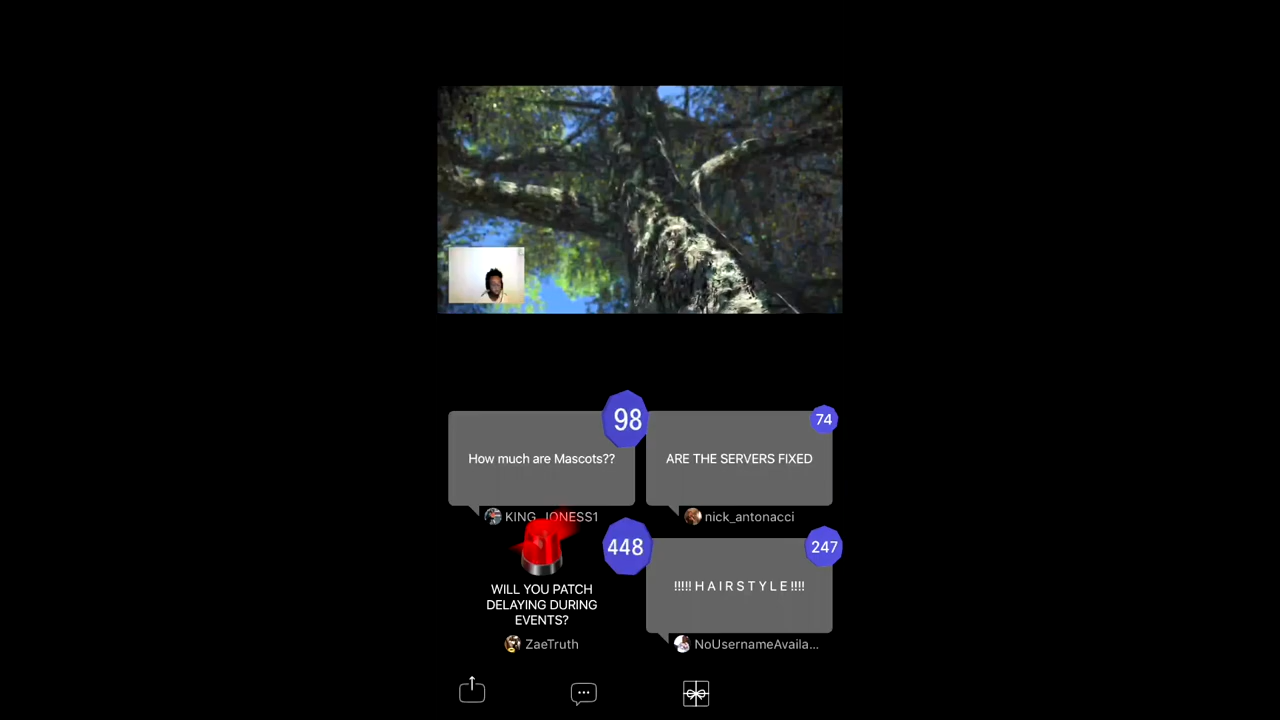 98
How much are Mascots??
KING_JONESS1
74
ARE THE SERVERS FIXED
nick_antonacci
448
WILL YOU PATCH
DELAYING DURING
EVENTS?
ZaeTruth
247
!!!!! H A I R S T Y L E !!!!
NoUsernameAvaila...